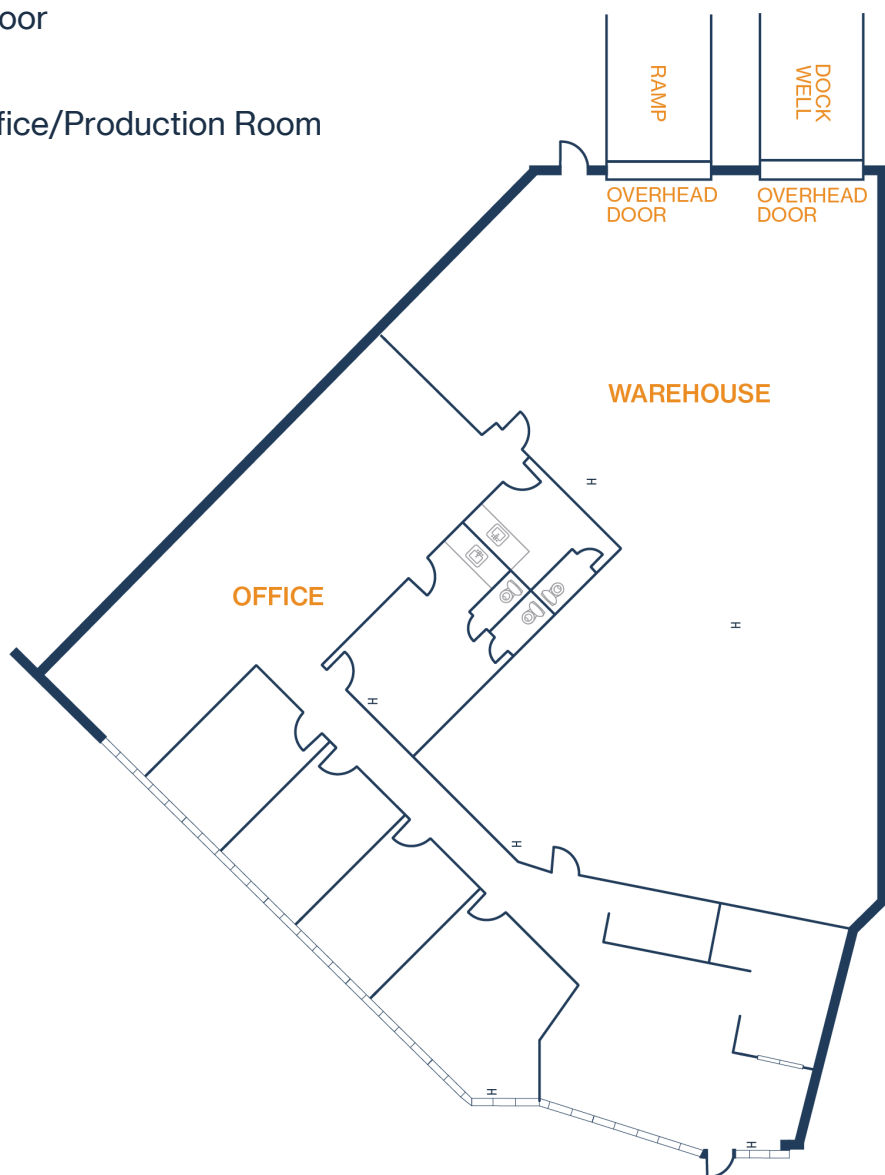 oor
fice/Production Room
RAMP
DOCK
WELL
OVERHEAD
DOOR
OVERHEAD
DOOR
WAREHOUSE
H
OFFICE
H
H
H
H
H